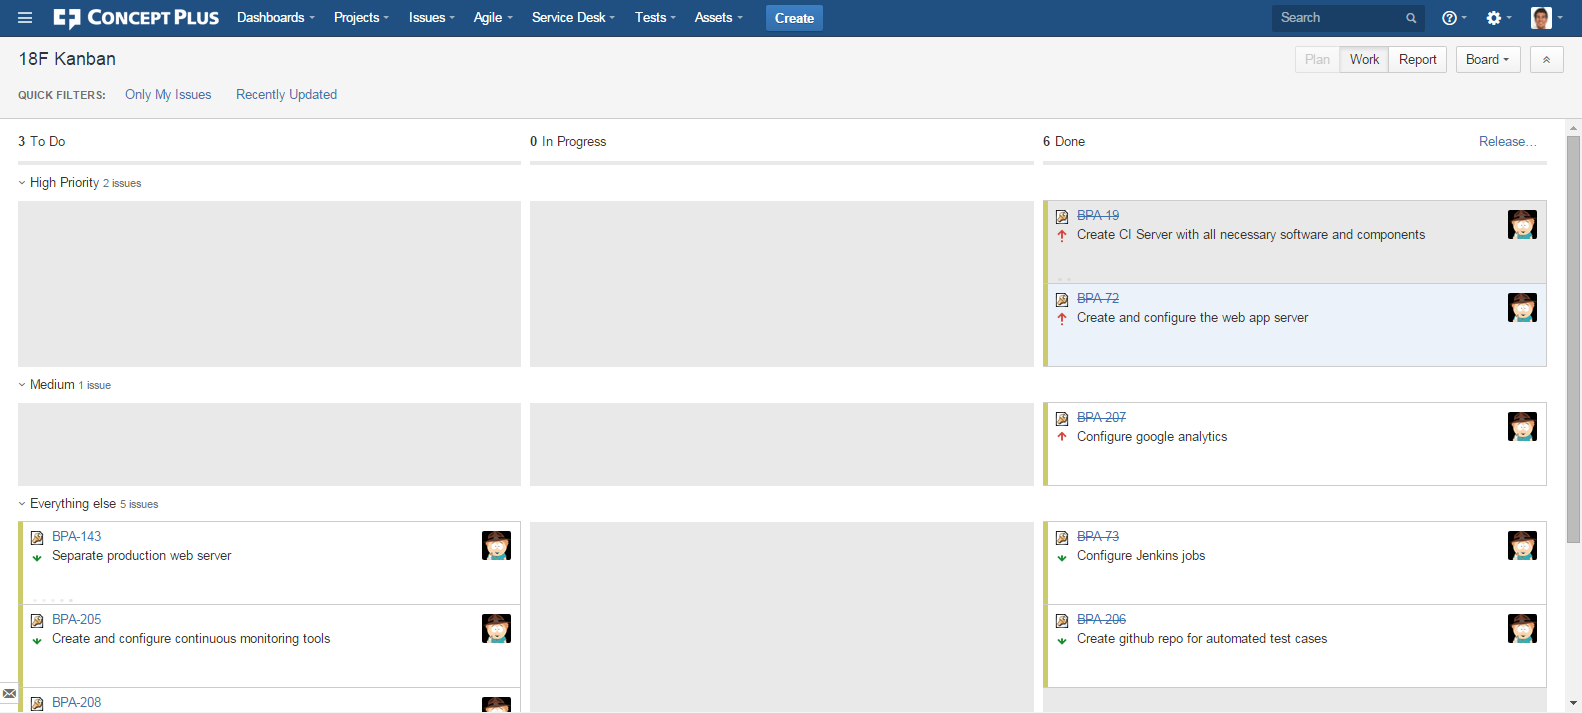 CONCEPT PLUS Dashboards Projects Issues Agile Service Desk Tests Assets Create Search
18F Kanban
Plan Work Report Board
QUICK FILTERS: Only My Issues Recently Updated
3 To Do 0 In Progress 6 Done Release...
High Priority 2 issues
BPA-19
Create CI Server with all necessary software and components
BPA-72
Create and configure the web app server
Medium 1 issue
BPA-207
Configure google analytics
Everything else 5 issues
BPA-143
Separate production web server
BPA-73
Configure Jenkins jobs
BPA-205
Create and configure continuous monitoring tools
BPA-206
Create github repo for automated test cases
BPA-208